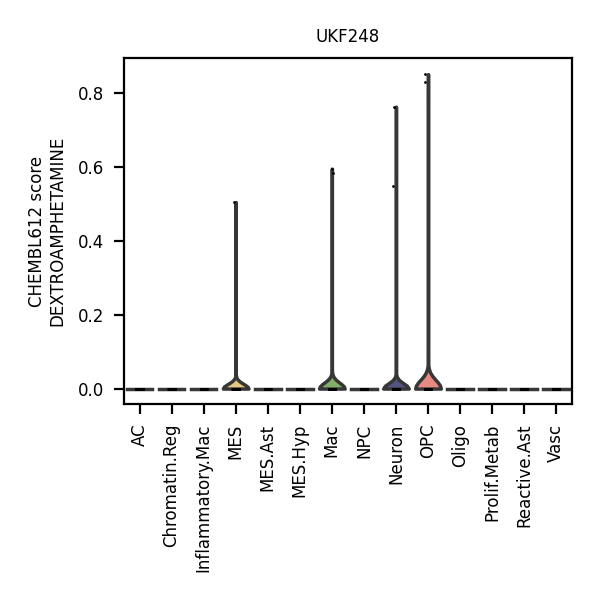 UKF248
CHEMBL612 score
DEXTROAMPHETAMINE
0.8
0.6
0.4
0.2
0.0
AC
Chromatin.Reg
Inflammatory.Mac
MES
MES.Ast
MES.Hyp
Mac
NPC
Neuron
OPC
Oligo
Prolif.Metab
Reactive.Ast
Vasc